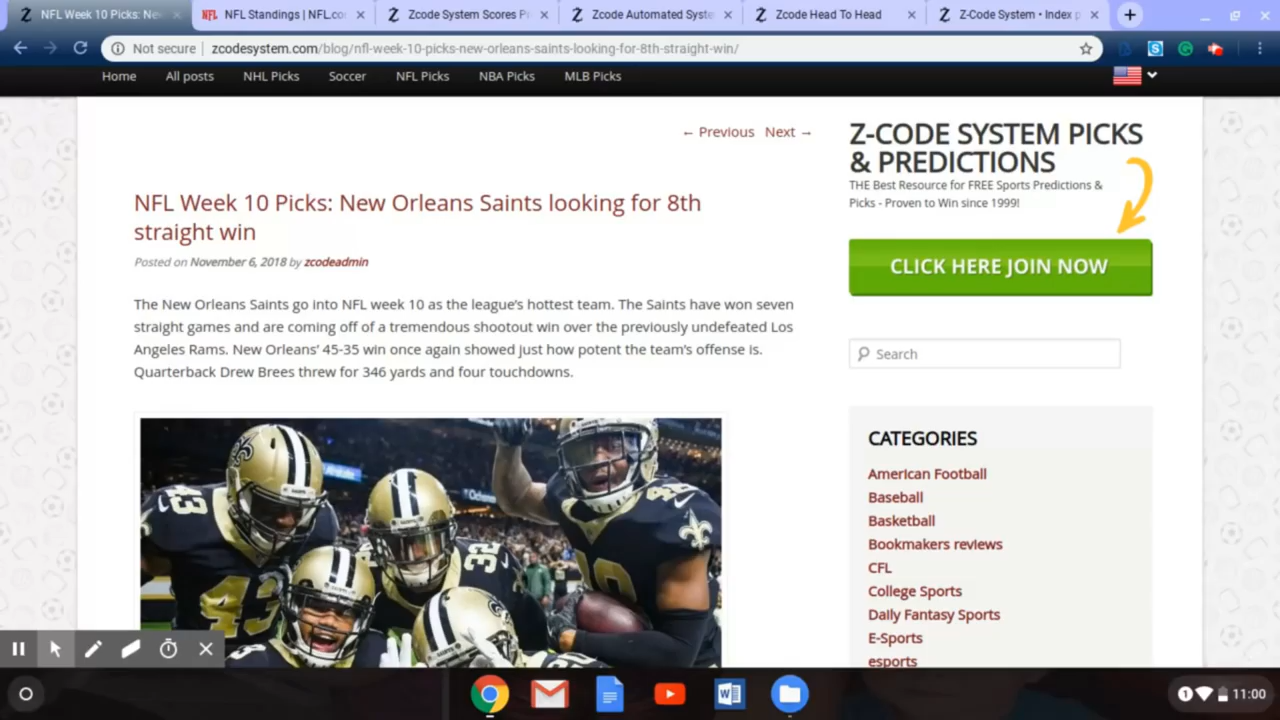 NFL Week 10 Picks: Ne
NFL Standings | NFL.co
Zcode System Scores P
Zcode Automated Syste
Zcode Head To Head
Z-Code System • Index p
Not secure zcodesystem.com/blog/nfl-week-10-picks-new-orleans-saints-looking-for-8th-straight-win/
Home All posts NHL Picks Soccer NFL Picks NBA Picks MLB Picks
← Previous Next →
NFL Week 10 Picks: New Orleans Saints looking for 8th
straight win
Posted on November 6, 2018 by zcodeadmin
The New Orleans Saints go into NFL week 10 as the league's hottest team. The Saints have won seven
straight games and are coming off of a tremendous shootout win over the previously undefeated Los
Angeles Rams. New Orleans' 45-35 win once again showed just how potent the team's offense is.
Quarterback Drew Brees threw for 346 yards and four touchdowns.
43
43
32
Z-CODE SYSTEM PICKS
& PREDICTIONS
THE Best Resource for FREE Sports Predictions &
Picks - Proven to Win since 1999!
CLICK HERE JOIN NOW
Search
CATEGORIES
American Football
Baseball
Basketball
Bookmakers reviews
CFL
College Sports
Daily Fantasy Sports
E-Sports
esports
1 11:00